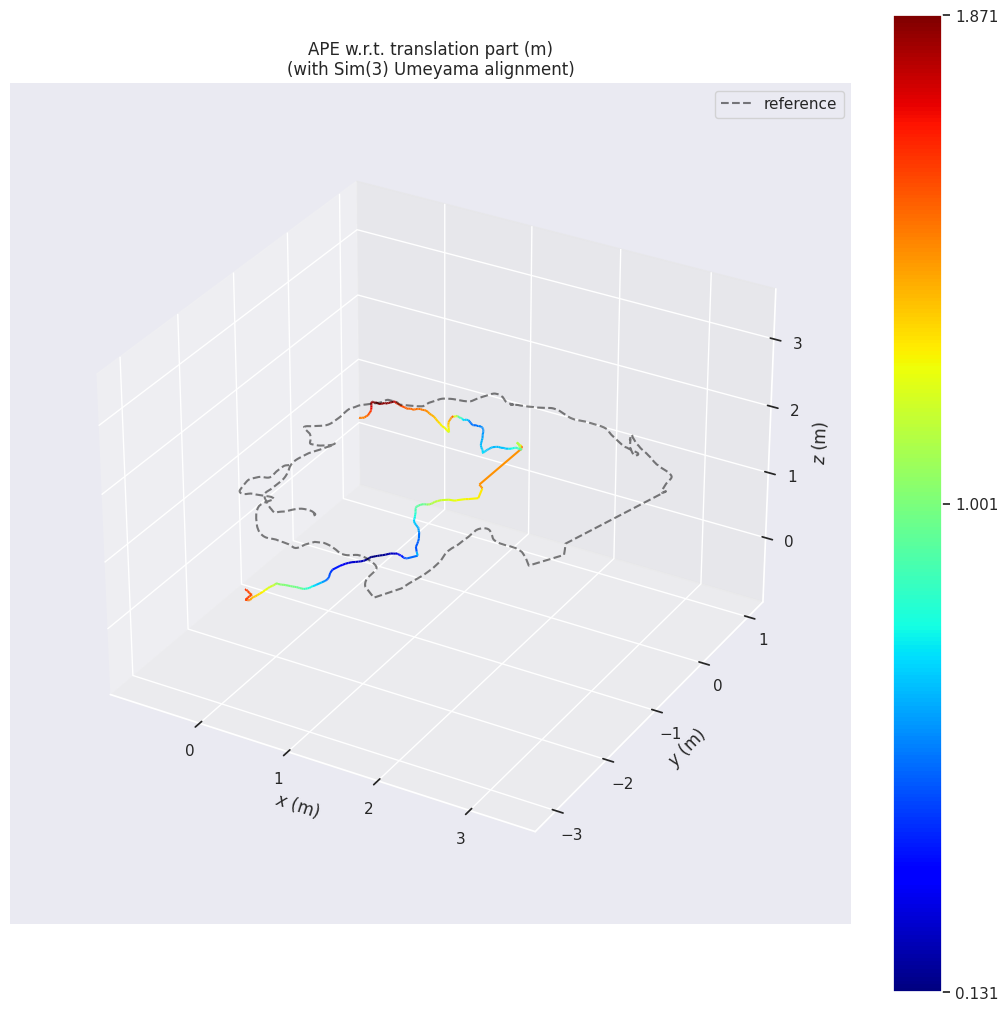 APE w.r.t. translation part (m)
(with Sim(3) Umeyama alignment)
reference
1.871
1.001
0.131
3
2
1
0
z (m)
1
0
−1
−2
−3
y (m)
0
1
2
3
x (m)